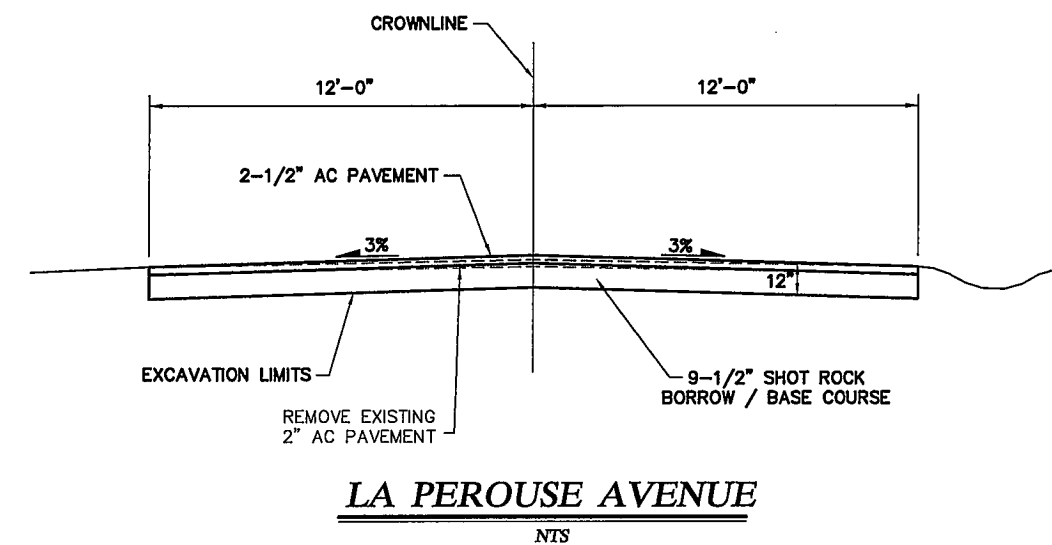 CROWNLINE
12'-0"
12'-0"
2-1/2" AC PAVEMENT
3%
3%
12"
EXCAVATION LIMITS
9-1/2" SHOT ROCK
BORROW / BASE COURSE
REMOVE EXISTING
2" AC PAVEMENT
LA PEROUSE AVENUE
NTS